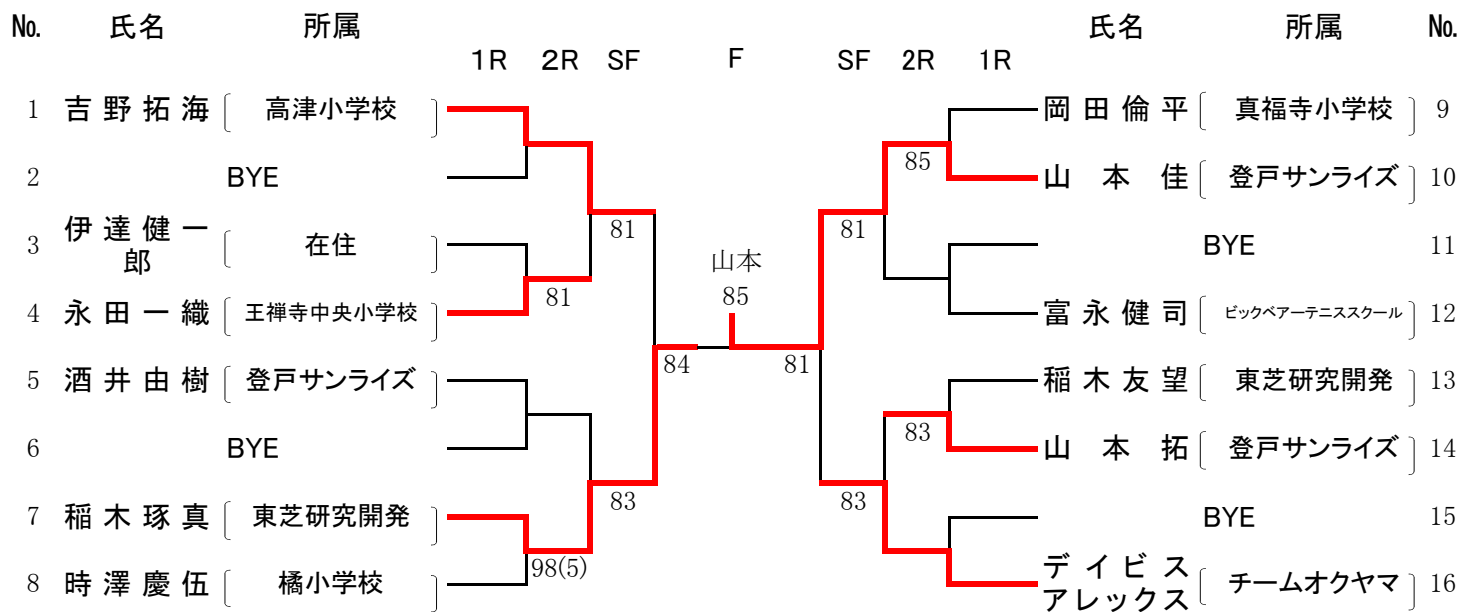 No. 氏名 所属 氏名 所属 No.
1R 2R SF F SF 2R 1R
1 吉野拓海 高津小学校 岡田倫平 真福寺小学校 9
85
2 BYE 山本佳 登戸サンライズ 10
伊達健一
3 郎 在住 81 81 BYE 11
山本
81 85
4 永田一織 王禅寺中央小学校 富永健司 ビックベアーテニススクール 12
84 81
5 酒井由樹 登戸サンライズ 稲木友望 東芝研究開発 13
83
6 BYE 山本拓 登戸サンライズ 14
83 83
7 稲木琢真 東芝研究開発 BYE 15
98(5) デイビス
8 時澤慶伍 橘小学校 アレックス チームオクヤマ 16